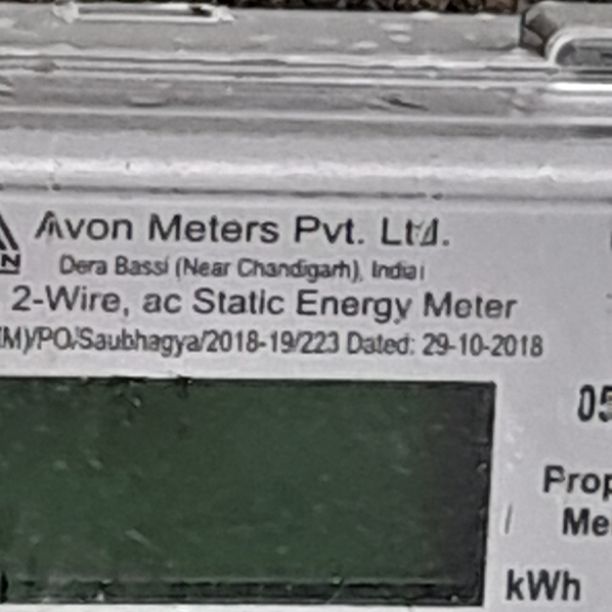 Avon Meters Pvt. Ltd.
Dera Bassi (Near Chandigarh), India
2-Wire, ac Static Energy Meter
M)/PO/Saubhagya/2018-19/223 Dated: 29-10-2018
05
Prop
Me
kWh